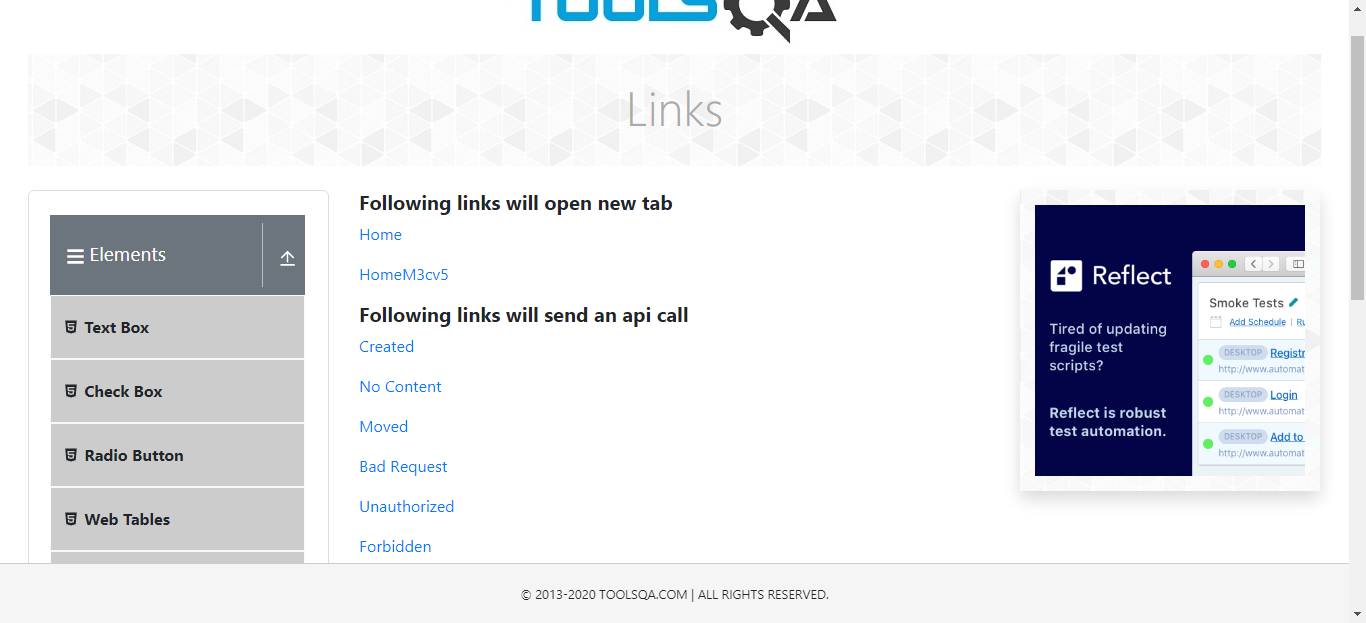 TOOLSQA
Links
Elements
Text Box
Check Box
Radio Button
Web Tables
Following links will open new tab
Home
HomeM3cv5
Following links will send an api call
Created
No Content
Moved
Bad Request
Unauthorized
Forbidden
Reflect
Tired of updating
fragile test
scripts?
Reflect is robust
test automation.
Smoke Tests
Add Schedule | Ru
DESKTOP Registr
http://www.automat
DESKTOP Login
http://www.automat
DESKTOP Add to
http://www.automat
© 2013-2020 TOOLSQA.COM | ALL RIGHTS RESERVED.